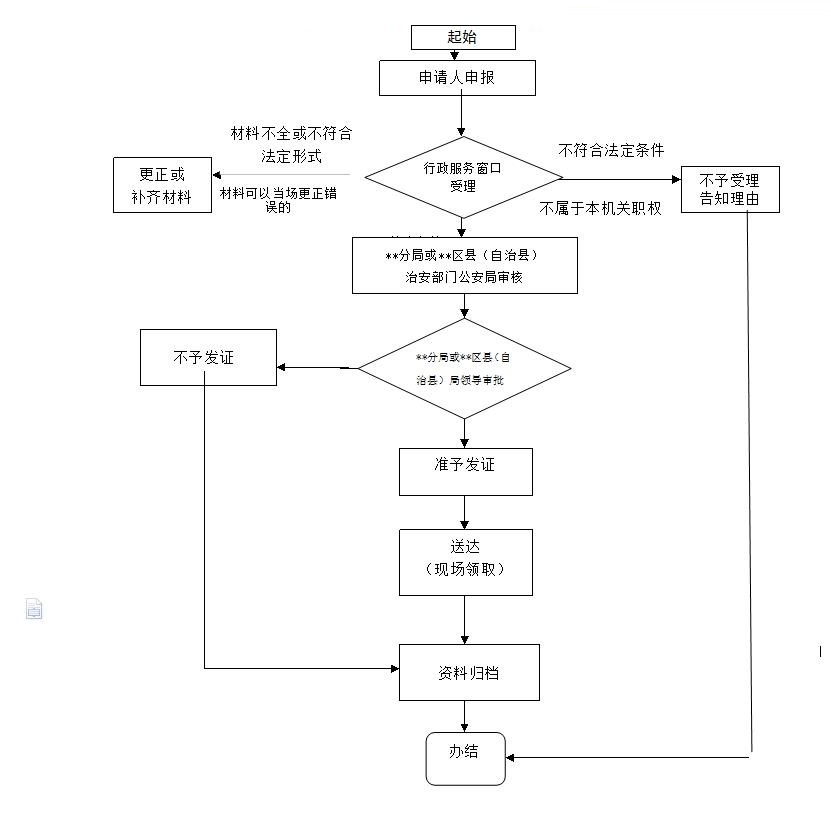 起始
申请人申报
材料不全或不符合
法定形式
不符合法定条件
更正或
补齐材料
材料可以当场更正错
误的
行政服务窗口
受理
不予受理
告知理由
不属于本机关职权
**分局或**区县（自治县）
治安部门公安局审核
不予发证
**分局或**区县（自
治县）局领导审批
准予发证
送达
（现场领取）
资料归档
办结